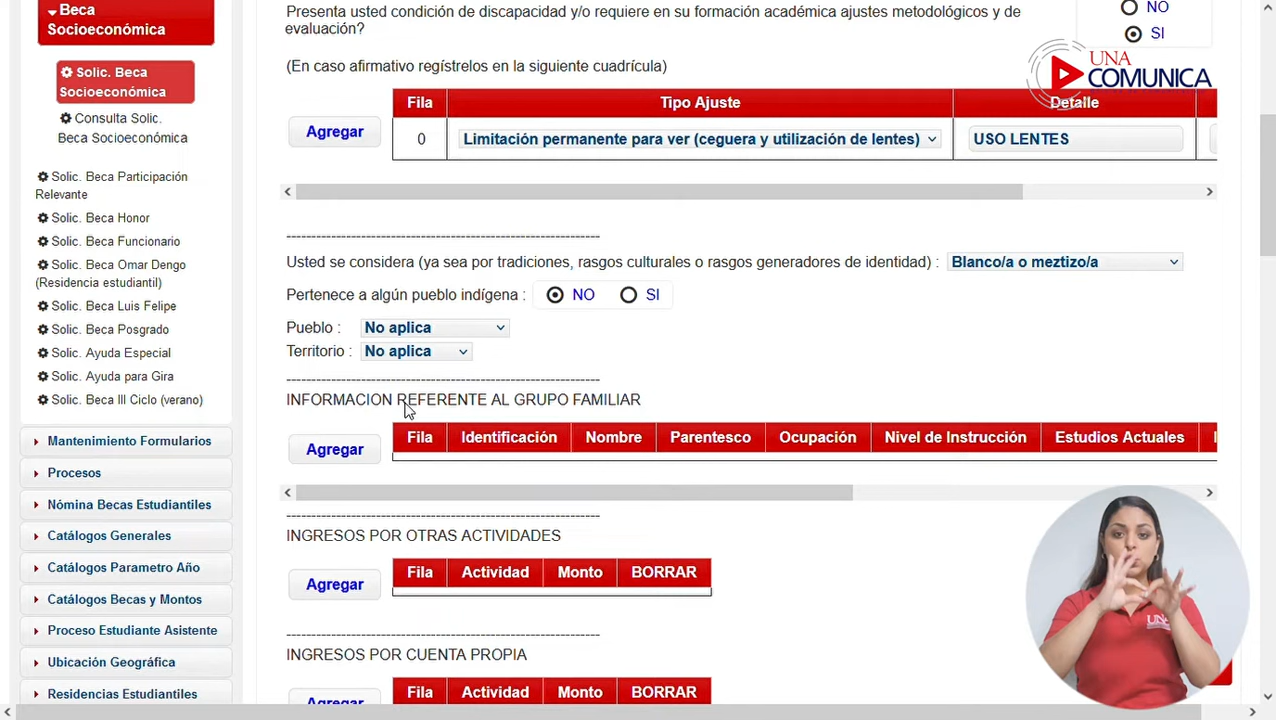 Beca
Socioeconómica
Solic. Beca
Socioeconómica
Consulta Solic.
Beca Socioeconómica
Solic. Beca Participación
Relevante
Solic. Beca Honor
Solic. Beca Funcionario
Solic. Beca Omar Dengo
(Residencia estudiantil)
Solic. Beca Luis Felipe
Solic. Beca Posgrado
Solic. Ayuda Especial
Solic. Ayuda para Gira
Solic. Beca III Ciclo (verano)
Mantenimiento Formularios
Procesos
Nómina Becas Estudiantiles
Catálogos Generales
Catálogos Parametro Año
Catálogos Becas y Montos
Proceso Estudiante Asistente
Ubicación Geográfica
Residencias Estudiantiles
Presenta usted condición de discapacidad y/o requiere en su formación académica ajustes metodológicos y de
evaluación?
NO
SI
UNA
COMUNICA
(En caso afirmativo regístrelos en la siguiente cuadrícula)
Agregar
Fila Tipo Ajuste Detalle
0 Limitación permanente para ver (ceguera y utilización de lentes) USO LENTES
------------------------------------------------------------
Usted se considera (ya sea por tradiciones, rasgos culturales o rasgos generadores de identidad) : Blanco/a o meztizo/a
Pertenece a algún pueblo indígena : NO SI
Pueblo : No aplica
Territorio : No aplica
------------------------------------------------------------
INFORMACION REFERENTE AL GRUPO FAMILIAR
Agregar
Fila Identificación Nombre Parentesco Ocupación Nivel de Instrucción Estudios Actuales
------------------------------------------------------------
INGRESOS POR OTRAS ACTIVIDADES
Agregar
Fila Actividad Monto BORRAR
------------------------------------------------------------
INGRESOS POR CUENTA PROPIA
Agregar
Fila Actividad Monto BORRAR
UNA